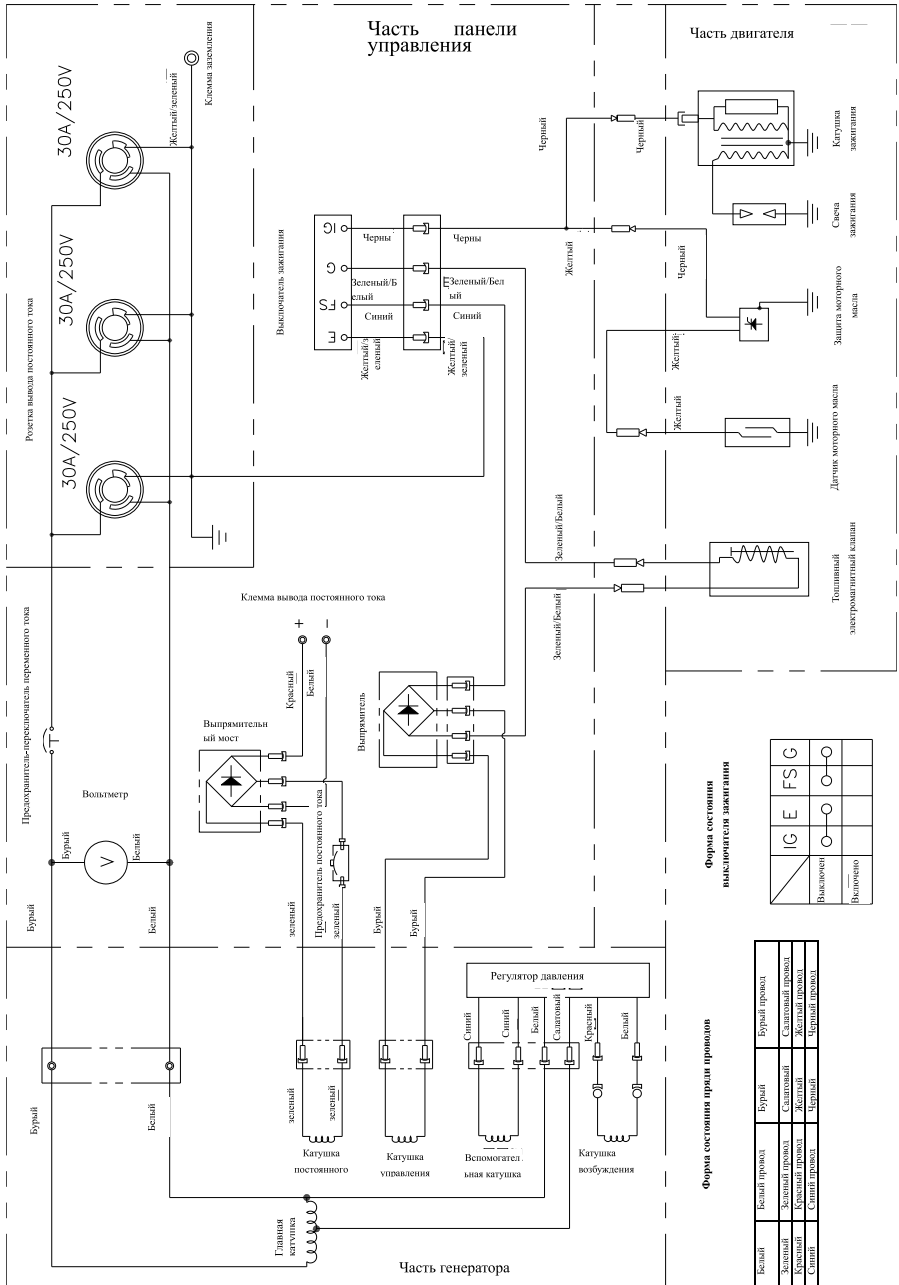 Часть панели
управления
Часть двигателя
Клемма заземления
Желтый/зеленый
30A/250V
30A/250V
30A/250V
Розетка вывода постоянного тока
Выключатель зажигания
IG
G
FS
E
Черны
Зеленый/Б
елый
Синий
Желтый/з
еленый
Черны
Зеленый/Бел
ый
Синий
Желтый/
зеленый
Черный
Черный
Желтый
Черный
Желтый
Желтый
Катушка
зажигания
Свеча
зажигания
Защита моторного
масла
Датчик моторного масла
Топливный
электромагнитный клапан
Зеленый/Белый
Зеленый/Белый
Клемма вывода постоянного тока
+
−
Красный
Белый
Выпрямительн
ый мост
Выпрямитель
Предохранитель-переключатель переменного тока
Вольтметр
V
Бурый
Белый
Бурый
Белый
зеленый
Предохранитель постоянного тока
зеленый
Бурый
Бурый
Регулятор давления
Синий
Синий
Белый
Салатовый
Красный
Белый
Бурый
Белый
зеленый
зеленый
Катушка
постоянного
Катушка
управления
Вспомогател
ьная катушка
Катушка
возбуждения
Главная
катушка
Часть генератора
Форма состояния
выключателя зажигания
IG E FS G
Выключен
Включено
Форма состояния пряди проводов
Белый Белый провод Бурый Бурый провод
Зеленый Зеленый провод Салатовый Салатовый провод
Красный Красный провод Желтый Желтый провод
Синий Синий провод Черный Черный провод